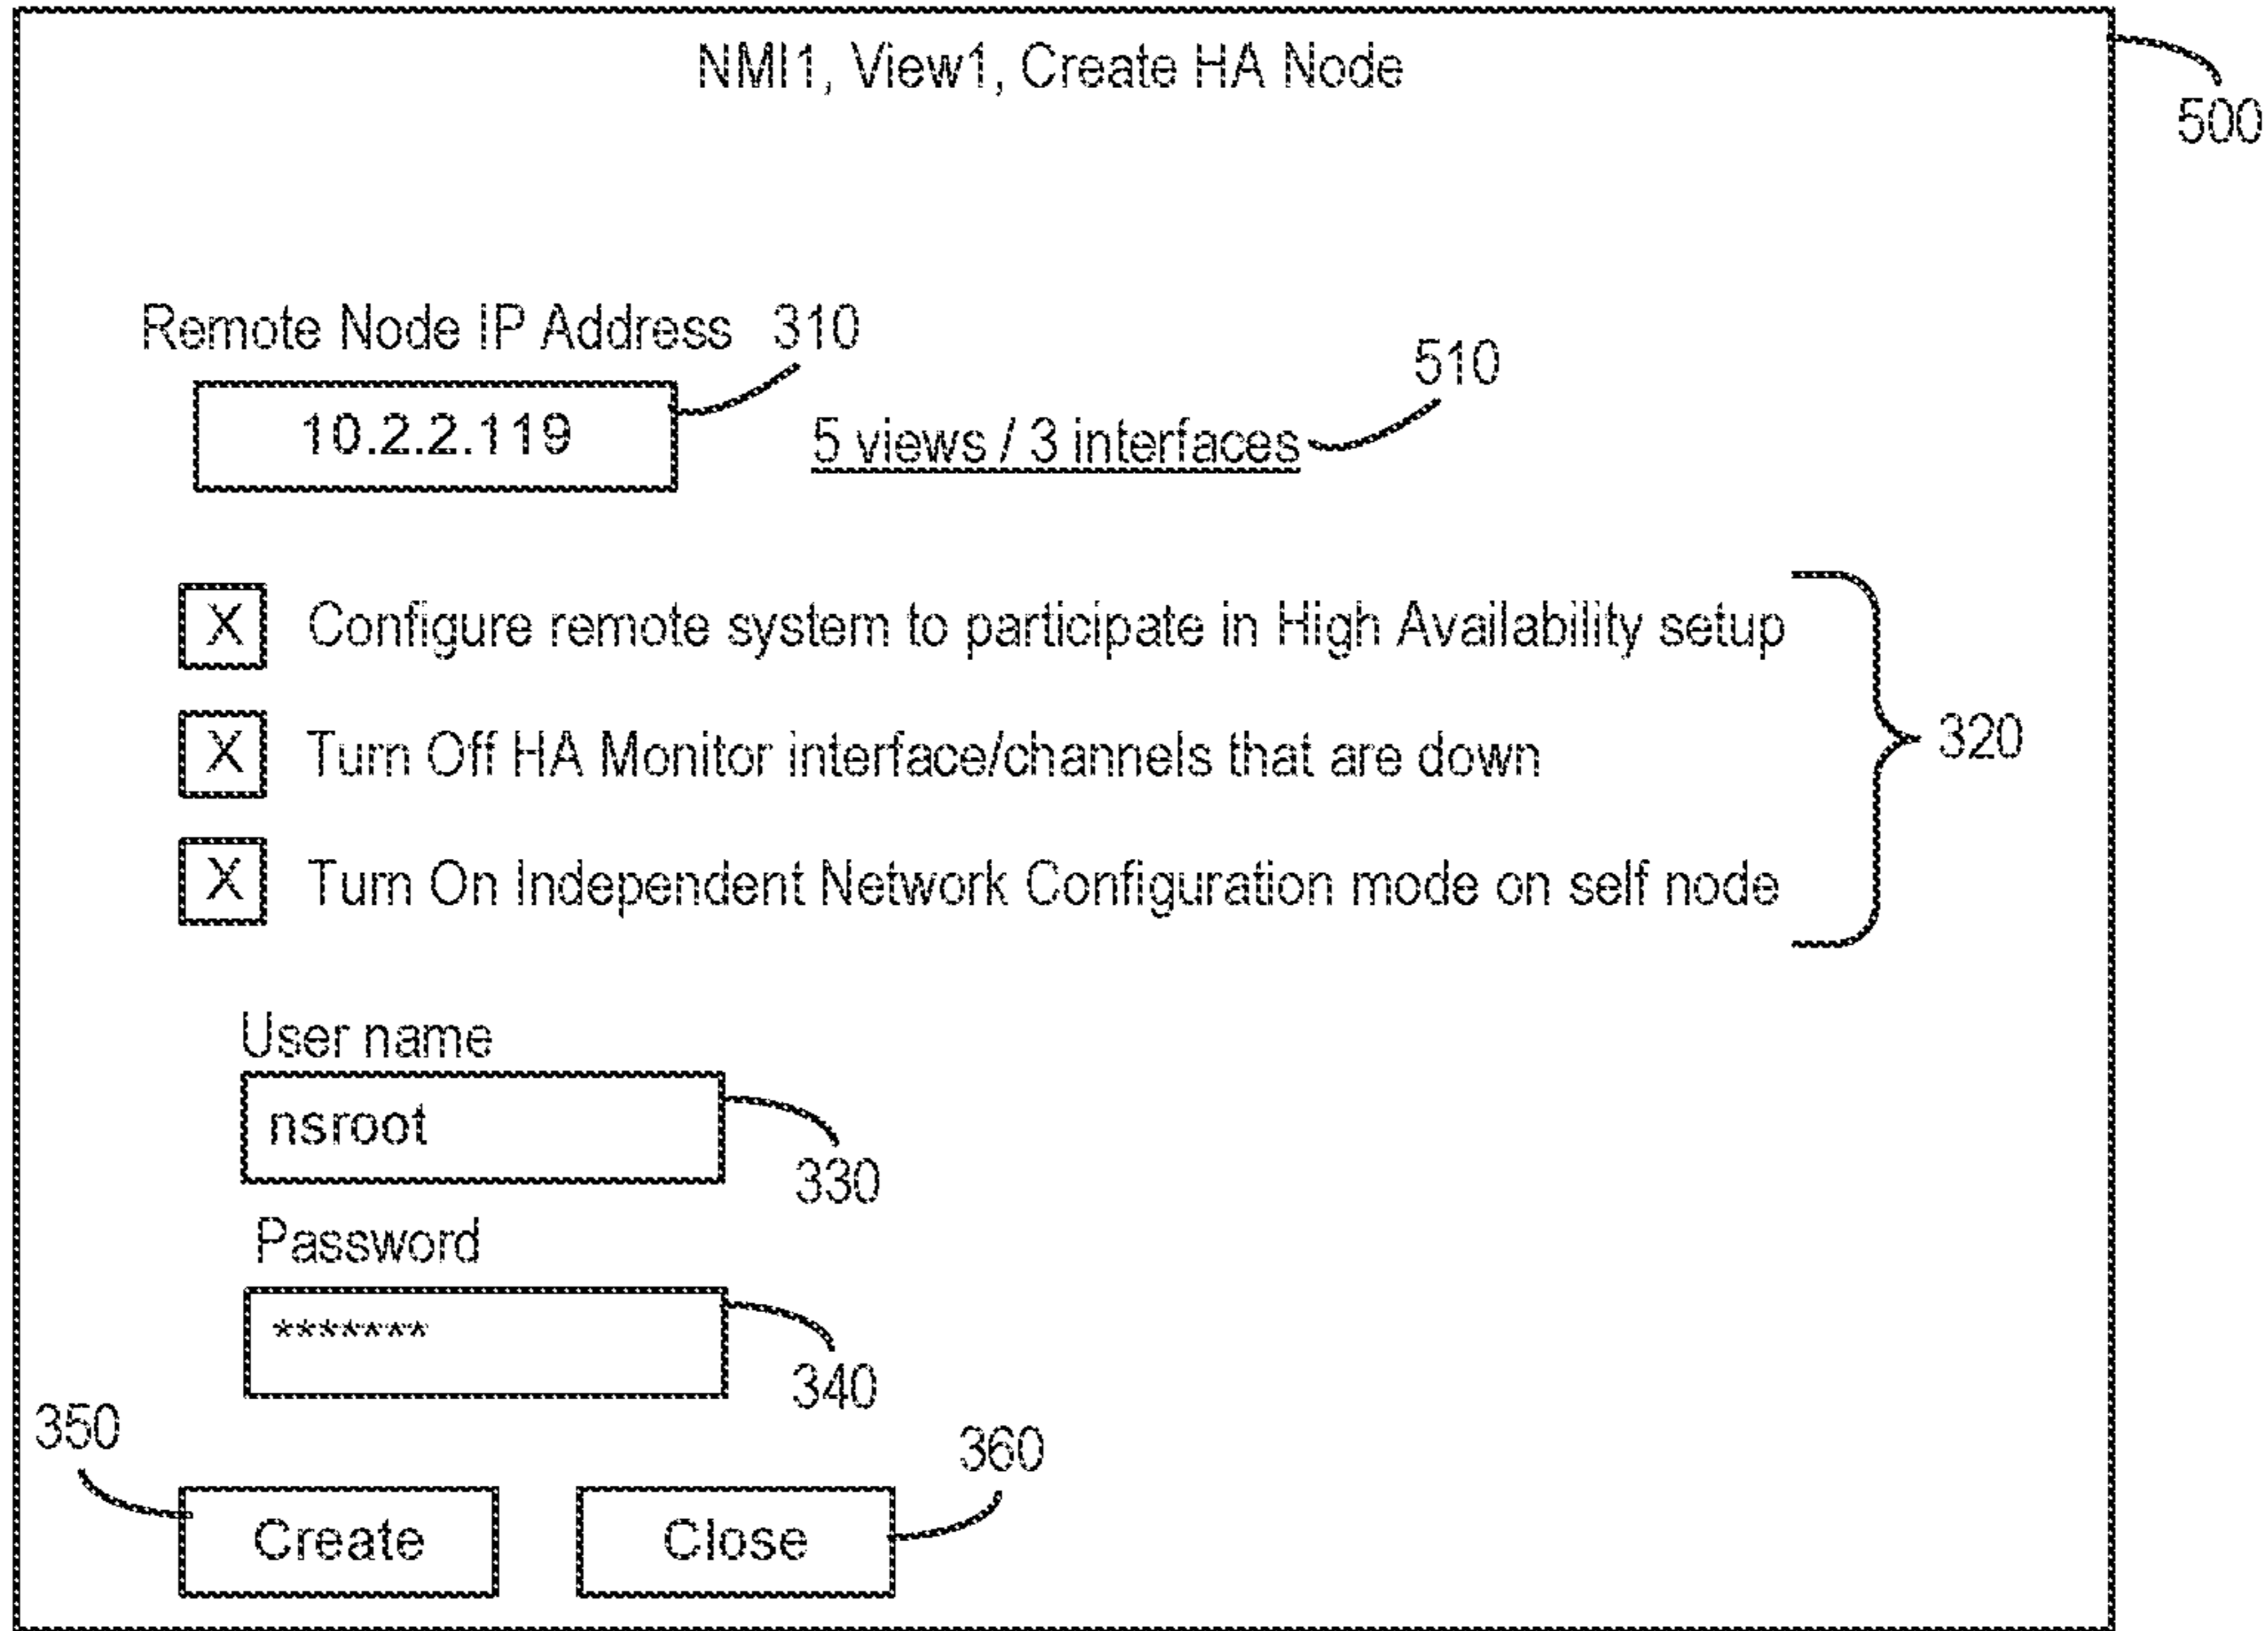 NMI1, View1, Create HA Node
500
Remote Node IP Address 310
510
10.2.2.119
5 views / 3 interfaces
X Configure remote system to participate in High Availability setup
X Turn Off HA Monitor interface/channels that are down
320
X Turn On Independent Network Configuration mode on self node
User name
nsroot
330
Password
*******
340
350
360
Create
Close